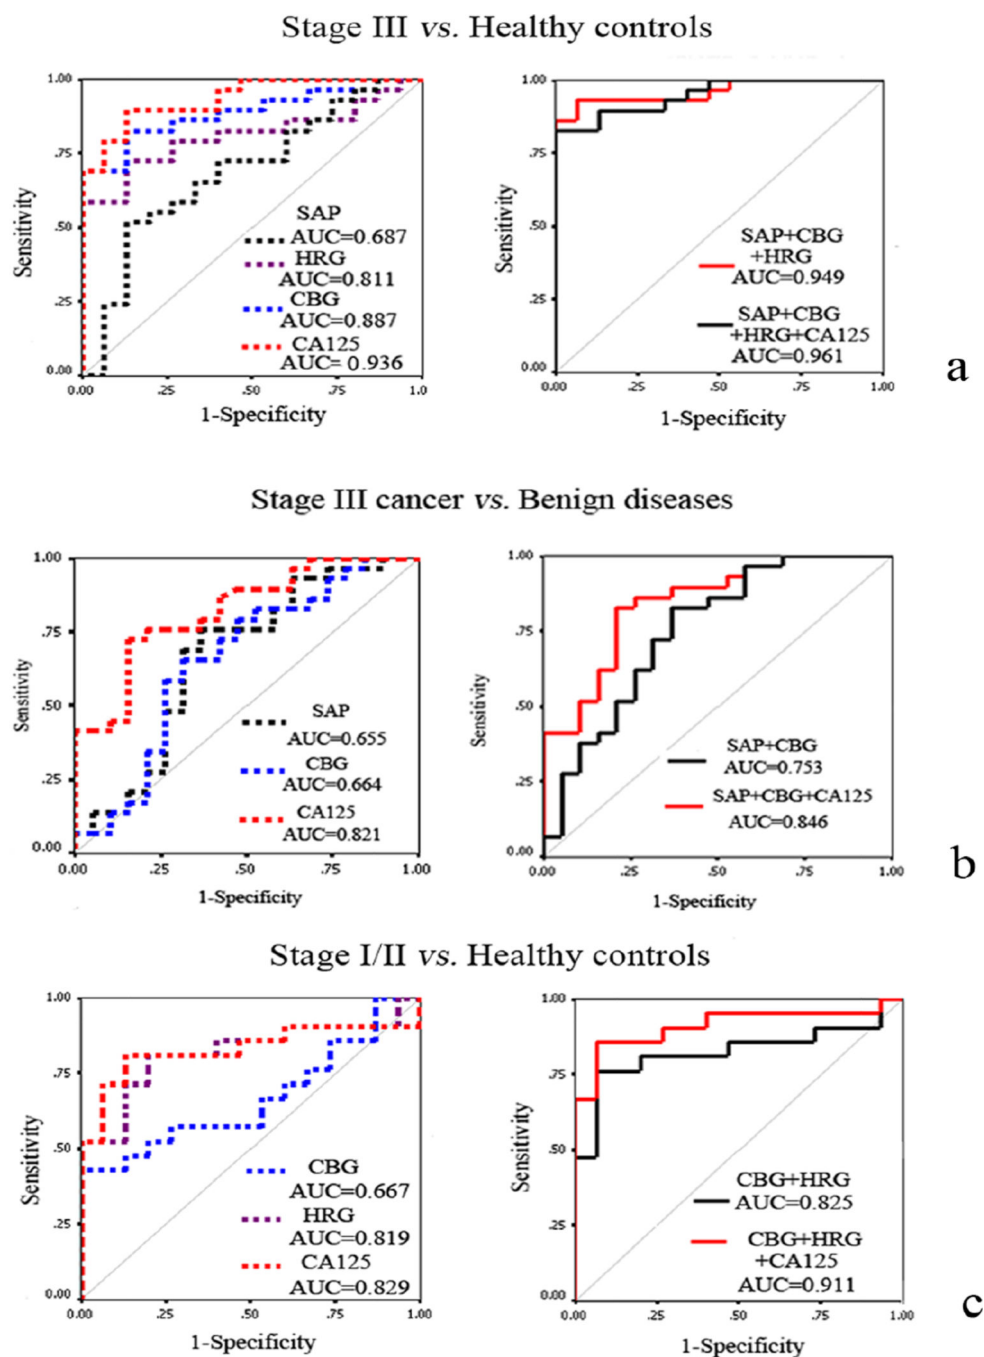 Stage III vs. Healthy controls
1.00
.75
.50
.25
0.00
Sensitivity
0.00
.25
.50
.75
1.0
1-Specificity
SAP
AUC=0.687
HRG
AUC=0.811
CBG
AUC=0.887
CA125
AUC= 0.936
1.00
.75
.50
.25
0.00
Sensitivity
0.00
.25
.50
.75
1.00
1-Specificity
SAP+CBG
+HRG
AUC=0.949
SAP+CBG
+HRG+CA125
AUC=0.961
a
Stage III cancer vs. Benign diseases
1.00
.75
.50
.25
0.00
Sensitivity
0.00
.25
.50
.75
1.00
1-Specificity
SAP
AUC=0.655
CBG
AUC=0.664
CA125
AUC=0.821
1.00
.75
.50
.25
0.00
Sensitivity
0.00
.25
.50
.75
1.00
1-Specificity
SAP+CBG
AUC=0.753
SAP+CBG+CA125
AUC=0.846
b
Stage I/II vs. Healthy controls
1.00
.75
.50
.25
0.00
Sensitivity
0.00
.25
.50
.75
1.00
1-Specificity
CBG
AUC=0.667
HRG
AUC=0.819
CA125
AUC=0.829
1.00
.75
.50
.25
0.00
Sensitivity
0.00
.25
.50
.75
1.00
1-Specificity
CBG+HRG
AUC=0.825
CBG+HRG
+CA125
AUC=0.911
c